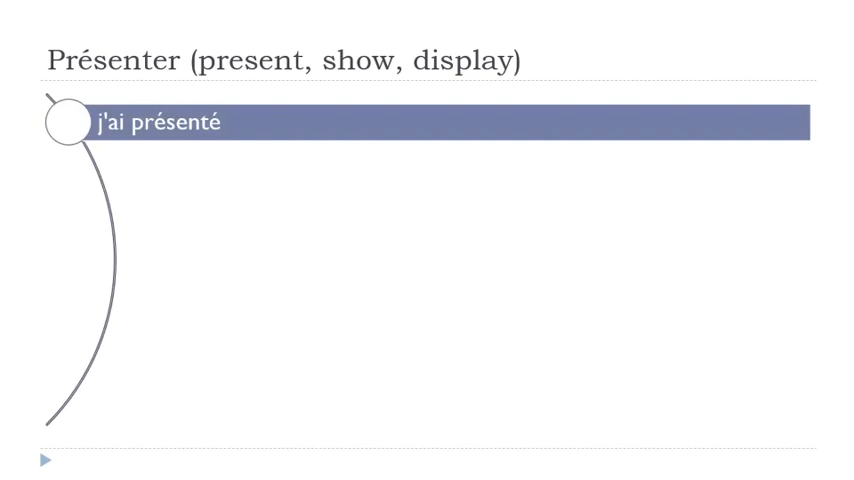 Présenter (present, show, display)
j'ai présenté